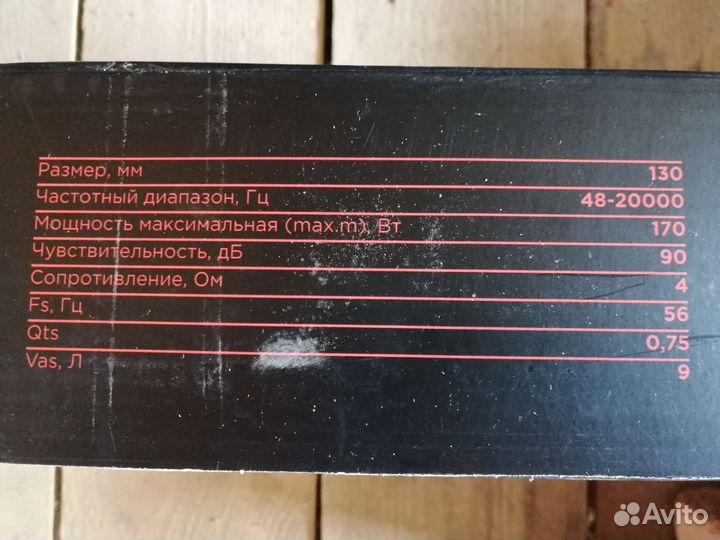 Размер, мм 130
Частотный диапазон, Гц 48-20000
Мощность максимальная (max.m), Вт 170
Чувствительность, дБ 90
Сопротивление, Ом 4
Fs, Гц 56
Qts 0,75
Vas, Л 9
Avito